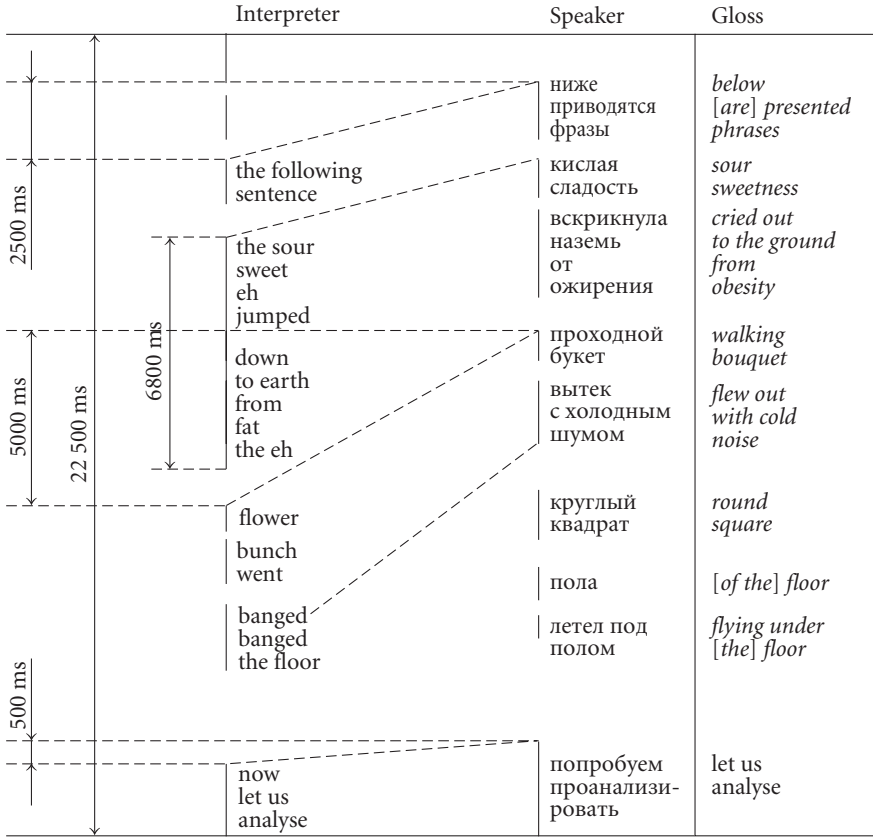 Interpreter Speaker Gloss
ниже below
приводятся [are] presented
фразы phrases
the following кислая sour
sentence сладость sweetness
2500 ms
вскрикнула cried out
the sour наземь to the ground
sweet от from
eh ожирения obesity
jumped
проходной walking
down букет bouquet
to earth
from вытек flew out
fat с холодным with cold
the eh шумом noise
6800 ms
5000 ms
22 500 ms
flower круглый round
квадрат square
bunch
went
пола [of the] floor
banged летел под flying under
banged полом [the] floor
the floor
500 ms
now попробуем let us
let us проанализи- analyse
analyse ровать